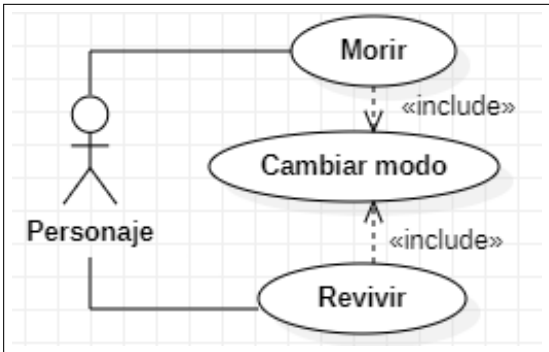 Morir
«include»
Cambiar modo
Personaje
«include»
Revivir